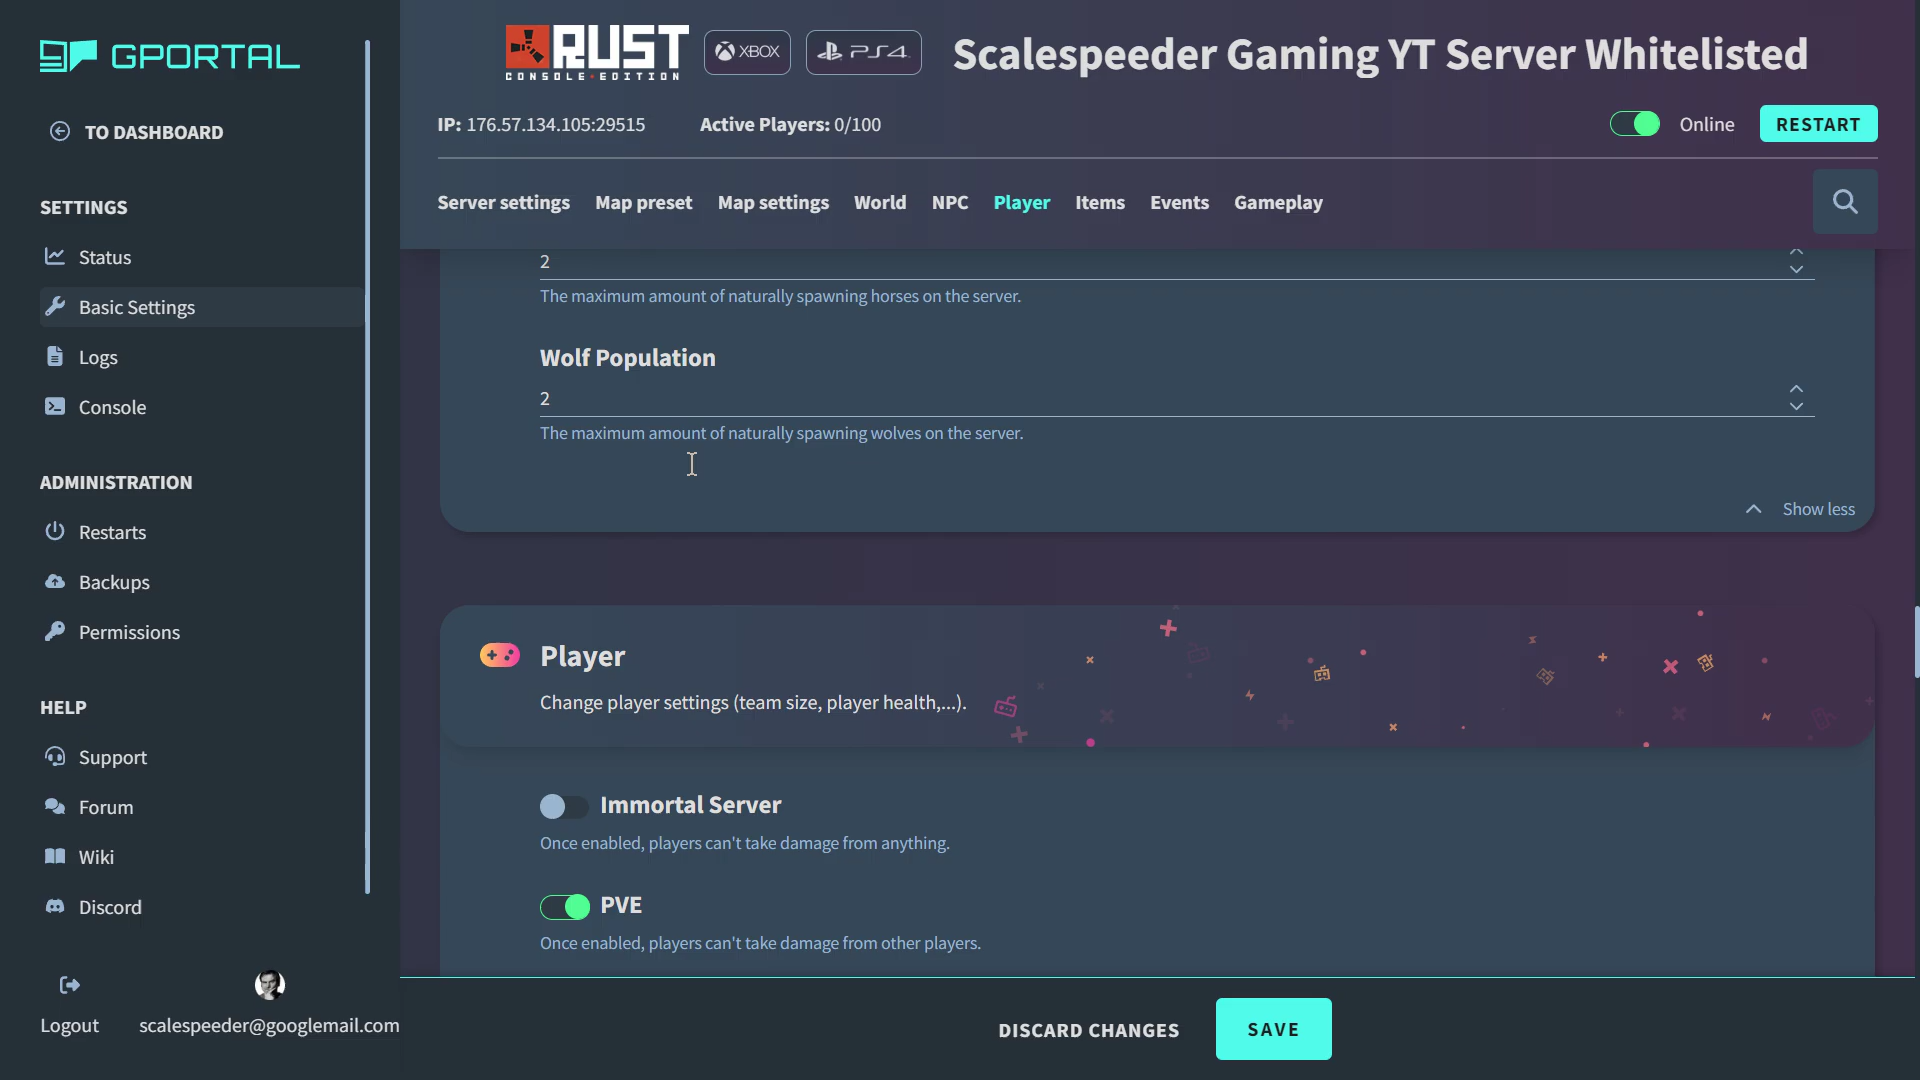 GPORTAL
TO DASHBOARD
SETTINGS
Status
Basic Settings
Logs
Console
ADMINISTRATION
Restarts
Backups
Permissions
HELP
Support
Forum
Wiki
Discord
Logout
scalespeeder@googlemail.com
RUST
CONSOLE EDITION
XBOX
PS4
Scalespeeder Gaming YT Server Whitelisted
IP: 176.57.134.105:29515
Active Players: 0/100
Online
RESTART
Server settings
Map preset
Map settings
World
NPC
Player
Items
Events
Gameplay
2
The maximum amount of naturally spawning horses on the server.
Wolf Population
2
The maximum amount of naturally spawning wolves on the server.
Show less
Player
Change player settings (team size, player health,...).
Immortal Server
Once enabled, players can't take damage from anything.
PVE
Once enabled, players can't take damage from other players.
DISCARD CHANGES
SAVE